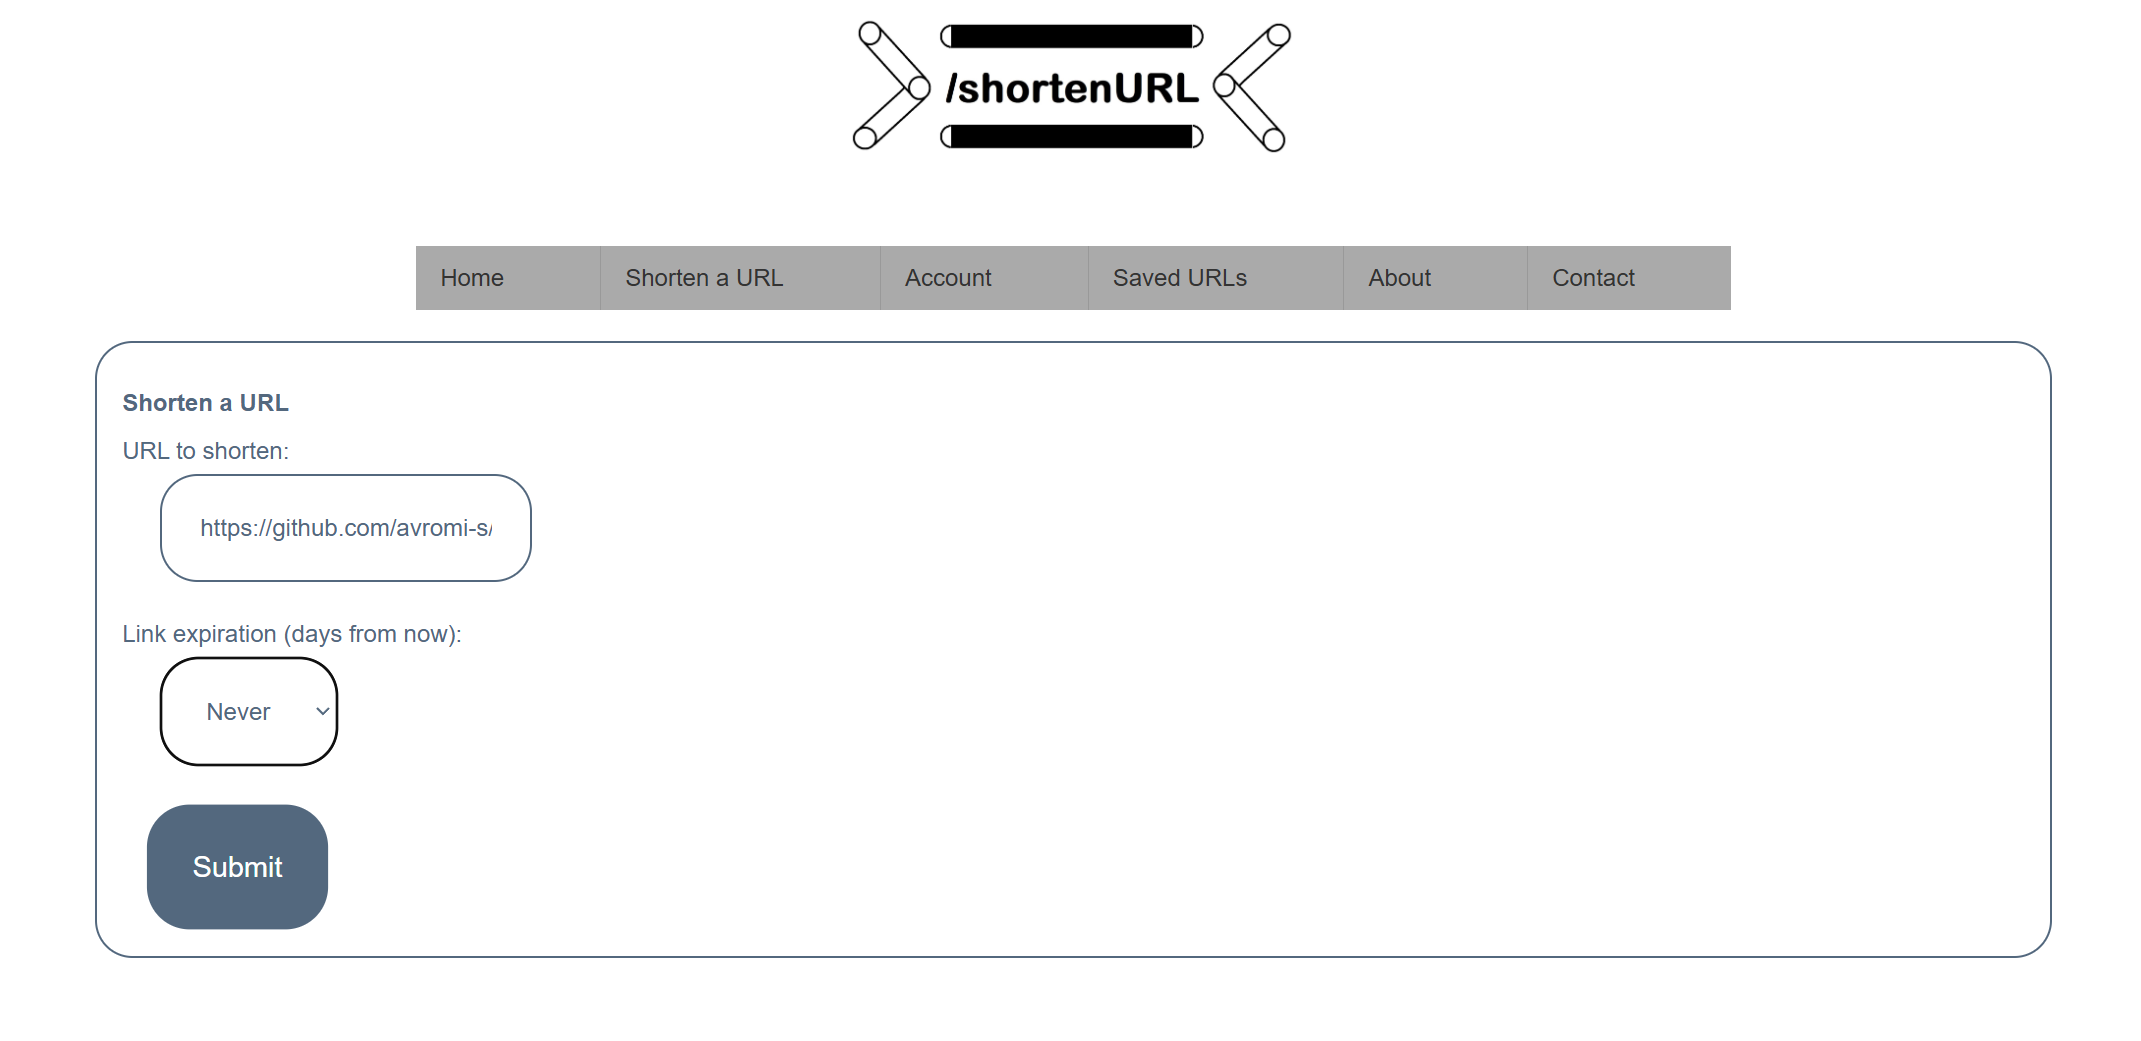 /shortenURL
Home Shorten a URL Account Saved URLs About Contact
Shorten a URL
URL to shorten:
https://github.com/avromi-s/
Link expiration (days from now):
Never
Submit